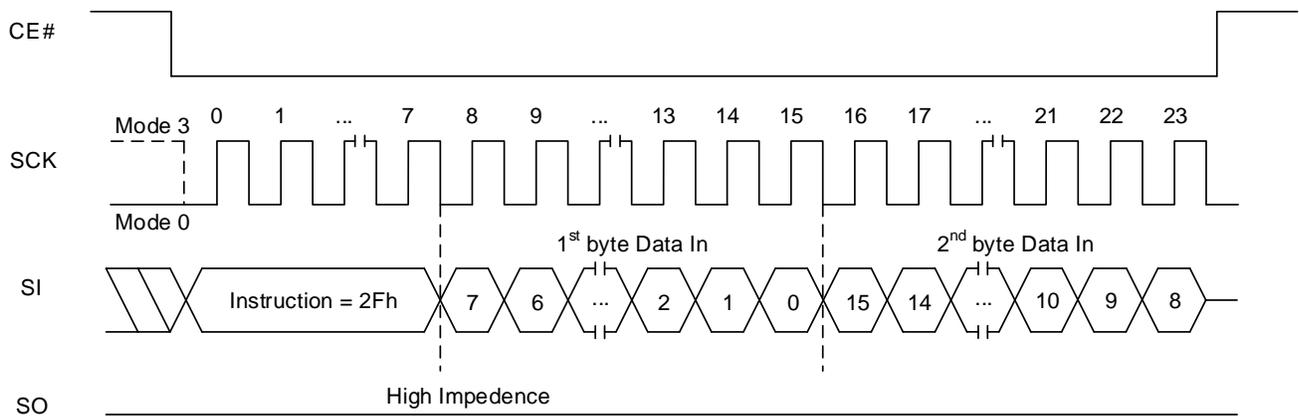 CE#
0 1 ... 7 8 9 ... 13 14 15 16 17 ... 21 22 23
Mode 3
SCK
Mode 0
1st byte Data In 2nd byte Data In
SI Instruction = 2Fh 7 6 ... 2 1 0 15 14 ... 10 9 8
High Impedence
SO